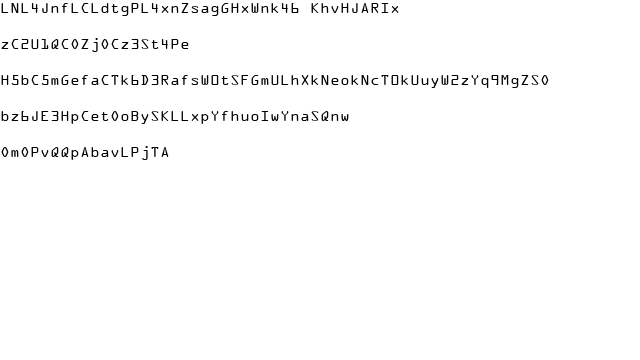 LNL4JnfLCLdtgPL4xnZsagGHxWnk46 KhvHJARIx
zC2U1QC0Zj0Cz3St4Pe
H5bC5mGefaCTk6D3RafsW0tSFGmULhXkNeokNcT0kUuyW2zYq9MgZS0
bz6JE3HpCet0oBySKLLxpYfhuoIwYnaSQnw
0m0PvQQpAbavLPjTA